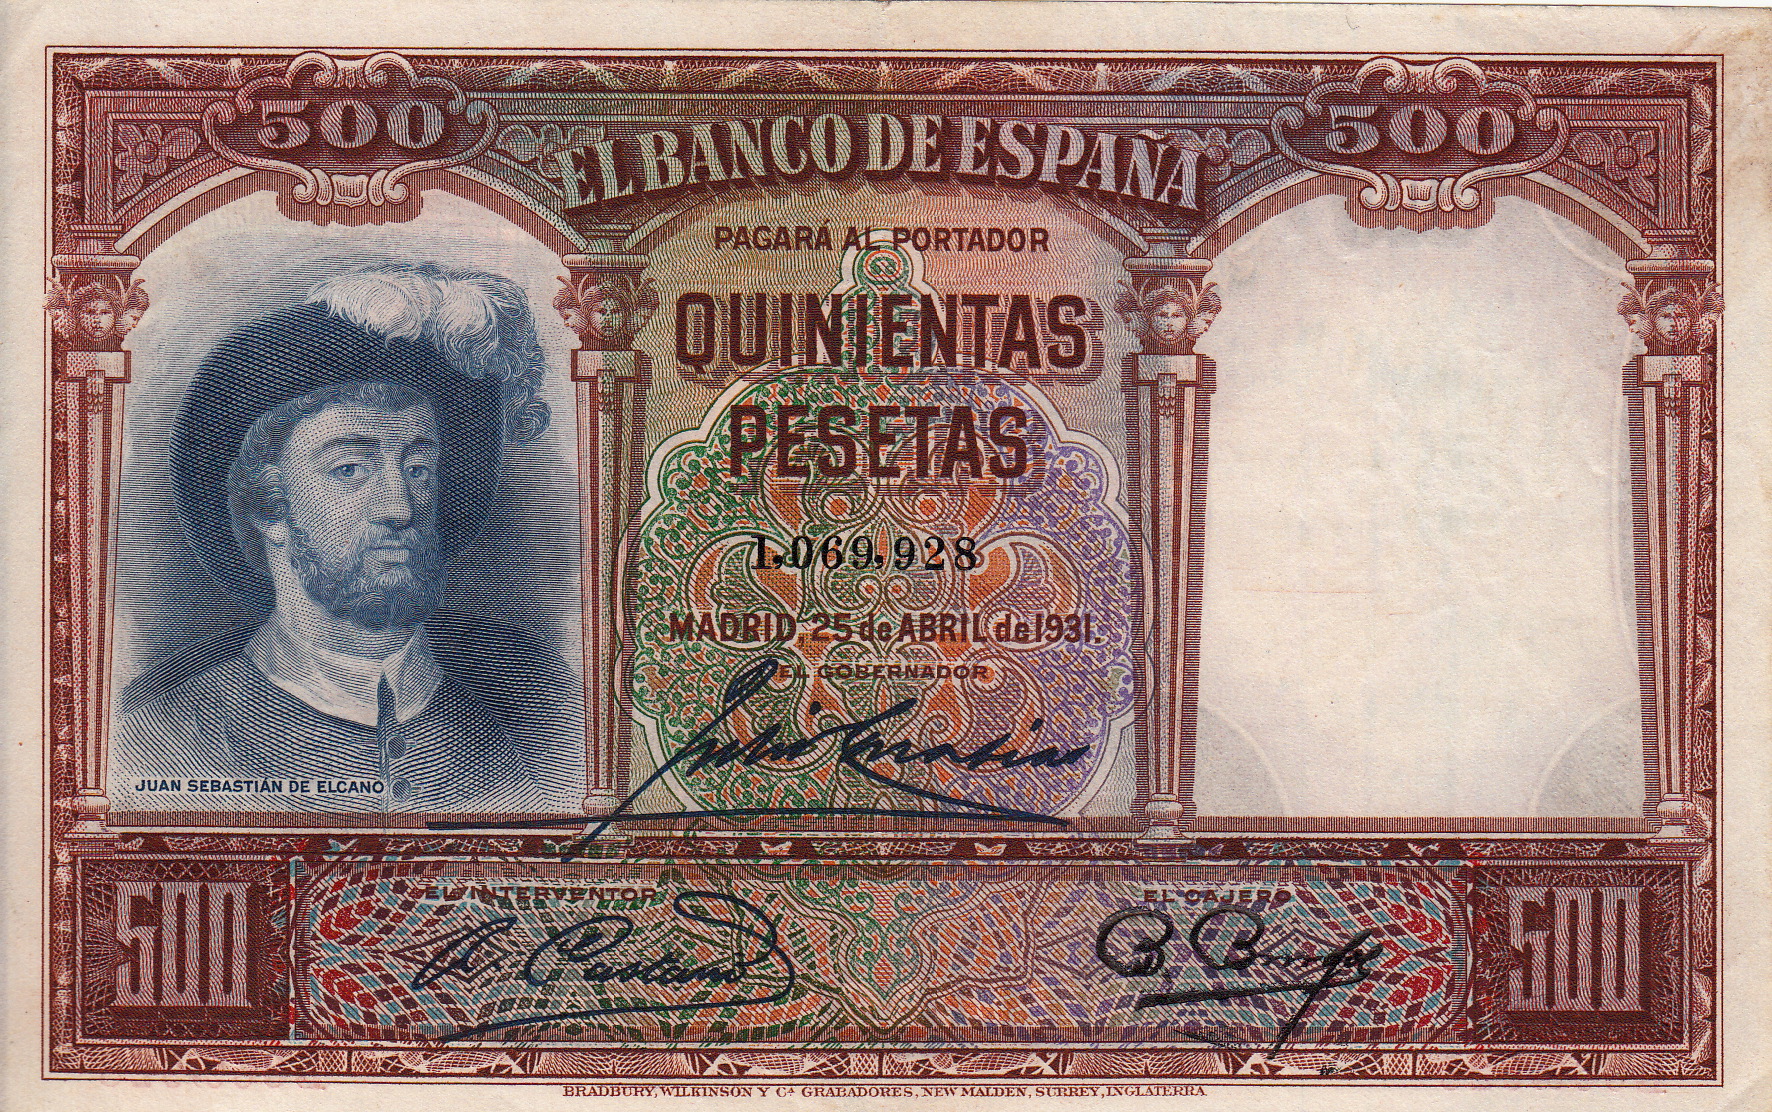 500 500
EL BANCO DE ESPAÑA
PAGARÁ AL PORTADOR
QUINIENTAS
PESETAS
1,069,928
MADRID, 25 de ABRIL de 1931.
EL GOBERNADOR
JUAN SEBASTIÁN DE ELCANO
EL INTERVENTOR
EL CAJERO
500 500
BRADBURY, WILKINSON Y Cª GRABADORES, NEW MALDEN, SURREY, INGLATERRA